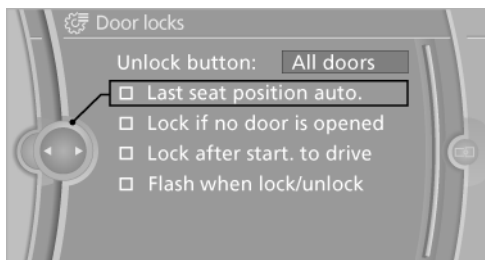 Door locks
Unlock button: All doors
Last seat position auto.
Lock if no door is opened
Lock after start. to drive
Flash when lock/unlock